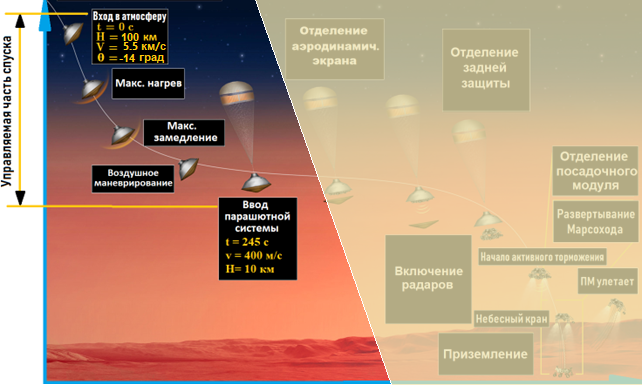 Управляемая часть спуска
Вход в атмосферу
t = 0 с
H = 100 км
V = 5.5 км/с
θ = -14 град
Макс. нагрев
Макс.
замедление
Воздушное
маневрирование
Ввод
парашютной
системы
t = 245 с
v = 400 м/с
H= 10 км
Отделение
аэродинамич.
экрана
Отделение
задней
защиты
Отделение
посадочного
модуля
Развертывание
Марсохода
Включение
радаров
Начало активного торможения
ПМ улетает
Небесный кран
Приземление